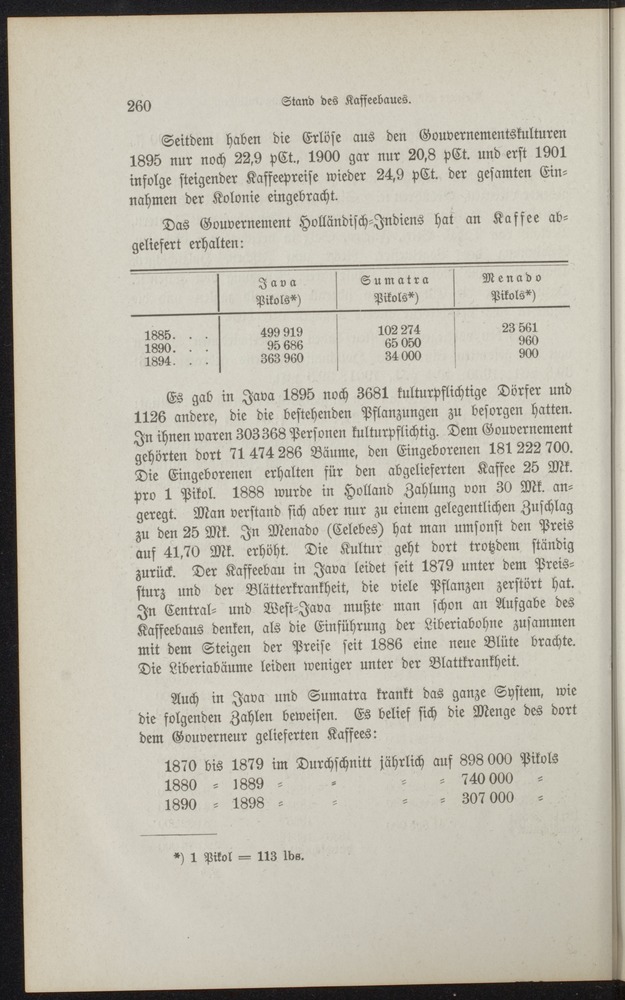 260
Stand des Kaffeebaues.
Seitdem haben die Erlöse aus den Gouvernementskulturen
1895 nur noch 22,9 pCt., 1900 gar nur 20,8 pCt. und erst 1901
infolge steigender Kaffeepreise wieder 24,9 pCt. der gesamten Ein-
nahmen der Kolonie eingebracht.
Das Gouvernement Holländisch-Indiens hat an Kaffee ab-
geliefert erhalten:
Java Sumatra Menado
Pikols*) Pikols*) Pikols*)
1885. . . 499 919 102 274 23 561
1890. . . 95 686 65 050 960
1894. . . 363 960 34 000 900
Es gab in Java 1895 noch 3681 kulturpflichtige Dörfer und
1126 andere, die die bestehenden Pflanzungen zu besorgen hatten.
In ihnen waren 303 368 Personen kulturpflichtig. Dem Gouvernement
gehörten dort 71 474 286 Bäume, den Eingeborenen 181 222 700.
Die Eingeborenen erhalten für den abgelieferten Kaffee 25 Mk.
pro 1 Pikol. 1888 wurde in Holland Zahlung von 30 Mk. an-
geregt. Man verstand sich aber nur zu einem gelegentlichen Zuschlag
zu den 25 Mk. In Menado (Celebes) hat man umsonst den Preis
auf 41,70 Mk. erhöht. Die Kultur geht dort trotzdem ständig
zurück. Der Kaffeebau in Java leidet seit 1879 unter dem Preis-
sturz und der Blätterkrankheit, die viele Pflanzen zerstört hat.
In Central- und West-Java mußte man schon an Aufgabe des
Kaffeebaus denken, als die Einführung der Liberiabohne zusammen
mit dem Steigen der Preise seit 1886 eine neue Blüte brachte.
Die Liberiabäume leiden weniger unter der Blattkrankheit.
Auch in Java und Sumatra krankt das ganze System, wie
die folgenden Zahlen beweisen. Es belief sich die Menge des dort
dem Gouverneur gelieferten Kaffees:
1870 bis 1879 im Durchschnitt jährlich auf 898 000 Pikols
1880 = 1889 = = = = 740 000 =
1890 = 1898 = = = = 307 000 =
*) 1 Pikol = 113 lbs.